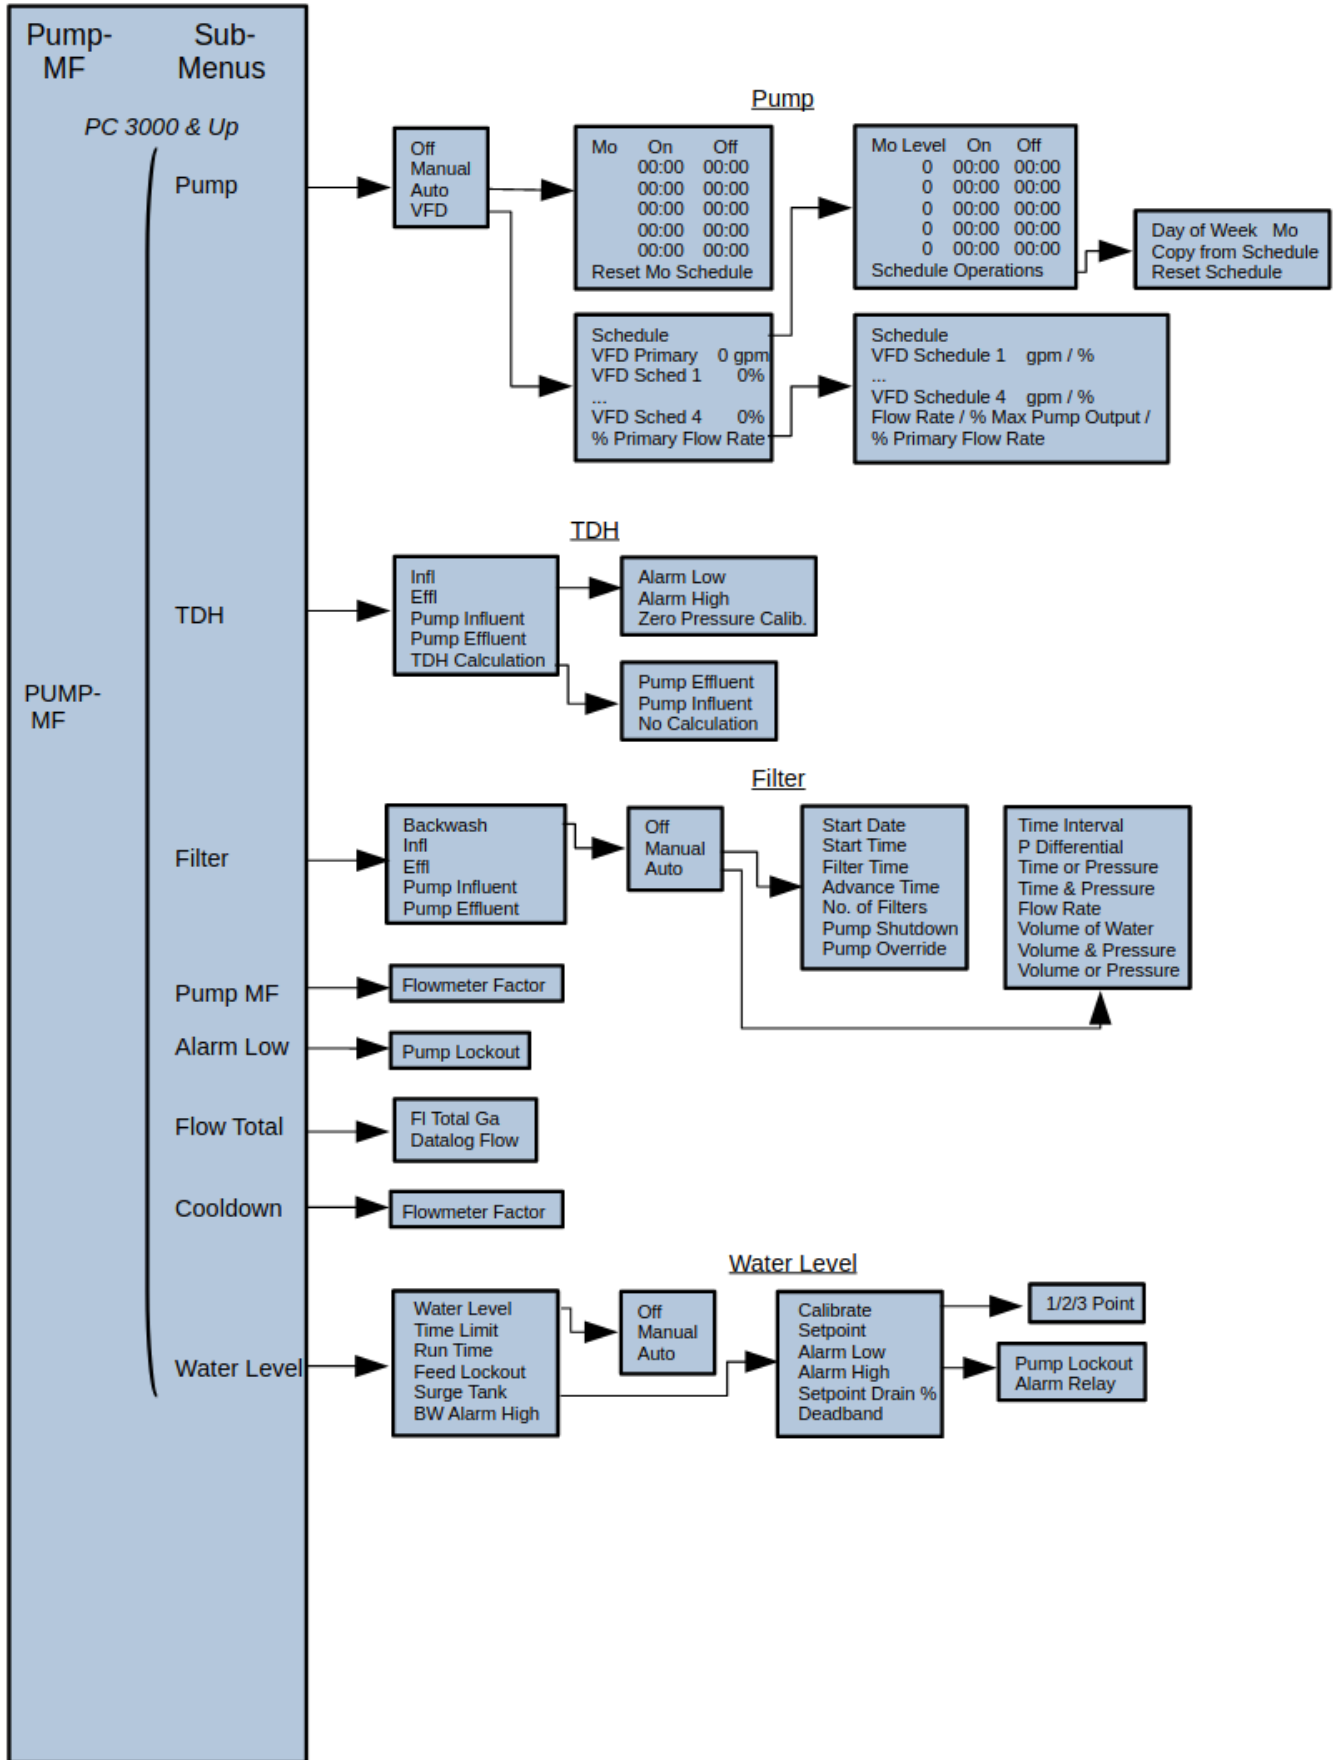 Pump-
MF
Sub-
Menus
PC 3000 & Up
Pump
Pump
Off
Manual
Auto
VFD
Mo On Off
00:00 00:00
00:00 00:00
00:00 00:00
00:00 00:00
00:00 00:00
Reset Mo Schedule
Mo Level On Off
0 00:00 00:00
0 00:00 00:00
0 00:00 00:00
0 00:00 00:00
0 00:00 00:00
Schedule Operations
Day of Week Mo
Copy from Schedule
Reset Schedule
Schedule
VFD Primary 0 gpm
VFD Sched 1 0%
...
VFD Sched 4 0%
% Primary Flow Rate
Schedule
VFD Schedule 1 gpm / %
...
VFD Schedule 4 gpm / %
Flow Rate / % Max Pump Output /
% Primary Flow Rate
TDH
TDH
Infl
Effl
Pump Influent
Pump Effluent
TDH Calculation
Alarm Low
Alarm High
Zero Pressure Calib.
Pump Effluent
Pump Influent
No Calculation
PUMP-
MF
Filter
Filter
Backwash
Infl
Effl
Pump Influent
Pump Effluent
Off
Manual
Auto
Start Date
Start Time
Filter Time
Advance Time
No. of Filters
Pump Shutdown
Pump Override
Time Interval
P Differential
Time or Pressure
Time & Pressure
Flow Rate
Volume of Water
Volume & Pressure
Volume or Pressure
Pump MF
Flowmeter Factor
Alarm Low
Pump Lockout
Flow Total
Fl Total Ga
Datalog Flow
Cooldown
Flowmeter Factor
Water Level
Water Level
Water Level
Time Limit
Run Time
Feed Lockout
Surge Tank
BW Alarm High
Off
Manual
Auto
Calibrate
Setpoint
Alarm Low
Alarm High
Setpoint Drain %
Deadband
1/2/3 Point
Pump Lockout
Alarm Relay